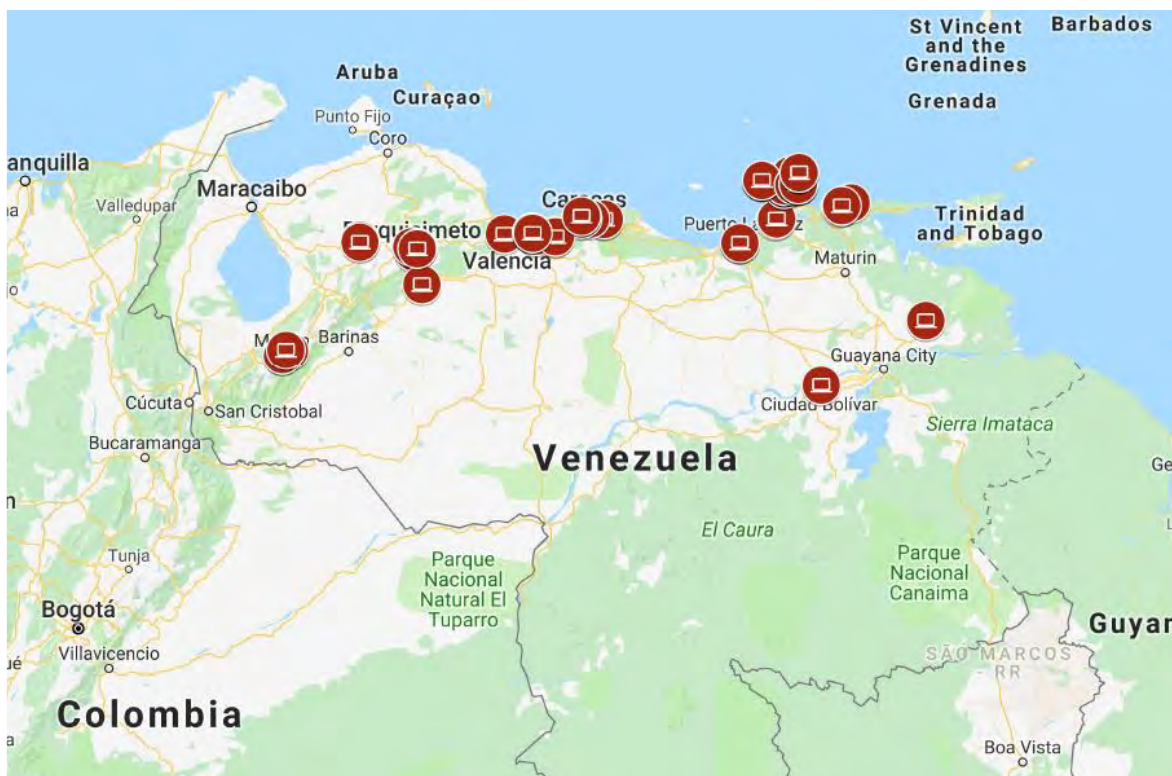 St Vincent
and the
Grenadines
Barbados
Aruba
Curaçao
Grenada
Punto Fijo
Coro
anquilla
Maracaibo
Valledupar
Trinidad
and Tobago
Valencia
Maturin
Barinas
Guayana City
Cúcuta
San Cristobal
Ciudad Bolívar
Sierra Imataca
Bucaramanga
Venezuela
Ge
El Caura
Tunja
Parque
Nacional
Natural El
Tuparro
Parque
Nacional
Canaima
Bogotá
Guyan
Villavicencio
SÃO MARCOS
- RR
Colombia
Boa Vista